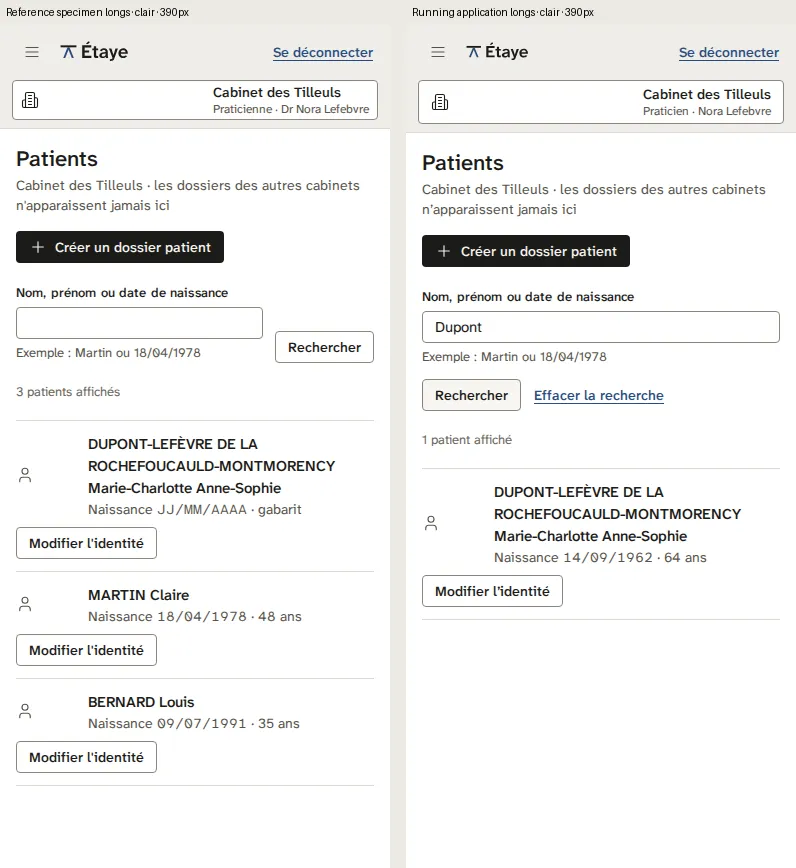 Reference specimen longs · clair · 390px
Étaye
Se déconnecter
Cabinet des Tilleuls
Praticienne · Dr Nora Lefebvre
Patients
Cabinet des Tilleuls · les dossiers des autres cabinets
n'apparaissent jamais ici
Créer un dossier patient
Nom, prénom ou date de naissance
Exemple : Martin ou 18/04/1978
Rechercher
3 patients affichés
DUPONT-LEFÈVRE DE LA
ROCHEFOUCAULD-MONTMORENCY
Marie-Charlotte Anne-Sophie
Naissance JJ/MM/AAAA · gabarit
Modifier l'identité
MARTIN Claire
Naissance 18/04/1978 · 48 ans
Modifier l'identité
BERNARD Louis
Naissance 09/07/1991 · 35 ans
Modifier l'identité
Running application longs · clair · 390px
Étaye
Se déconnecter
Cabinet des Tilleuls
Praticien · Nora Lefebvre
Patients
Cabinet des Tilleuls · les dossiers des autres cabinets
n’apparaissent jamais ici
Créer un dossier patient
Nom, prénom ou date de naissance
Dupont
Exemple : Martin ou 18/04/1978
Rechercher
Effacer la recherche
1 patient affiché
DUPONT-LEFÈVRE DE LA
ROCHEFOUCAULD-MONTMORENCY
Marie-Charlotte Anne-Sophie
Naissance 14/09/1962 · 64 ans
Modifier l’identité